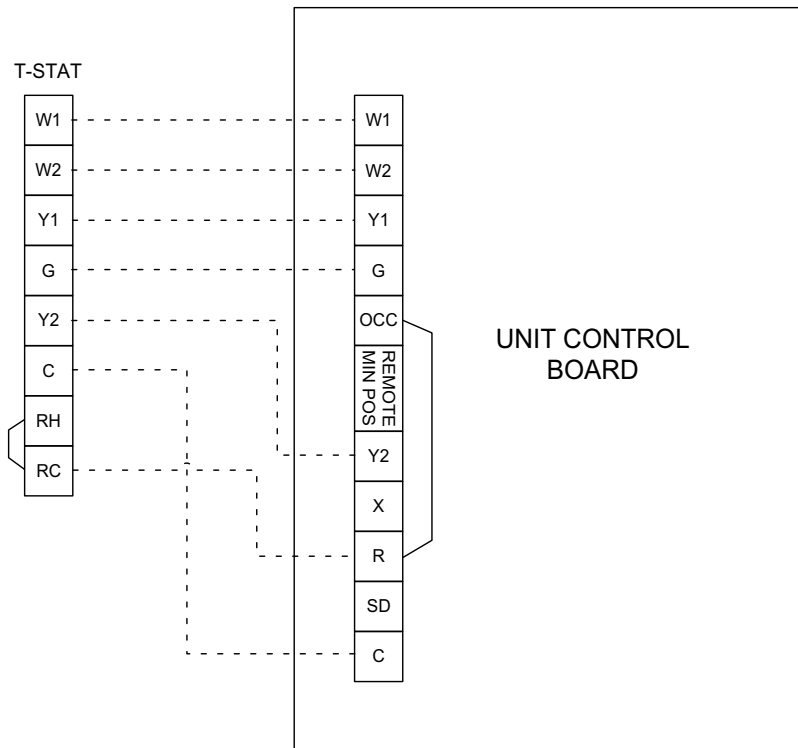 T-STAT
W1
W2
Y1
G
Y2
C
RH
RC
W1
W2
Y1
G
OCC
REMOTE
MIN POS
Y2
X
R
SD
C
UNIT CONTROL
BOARD